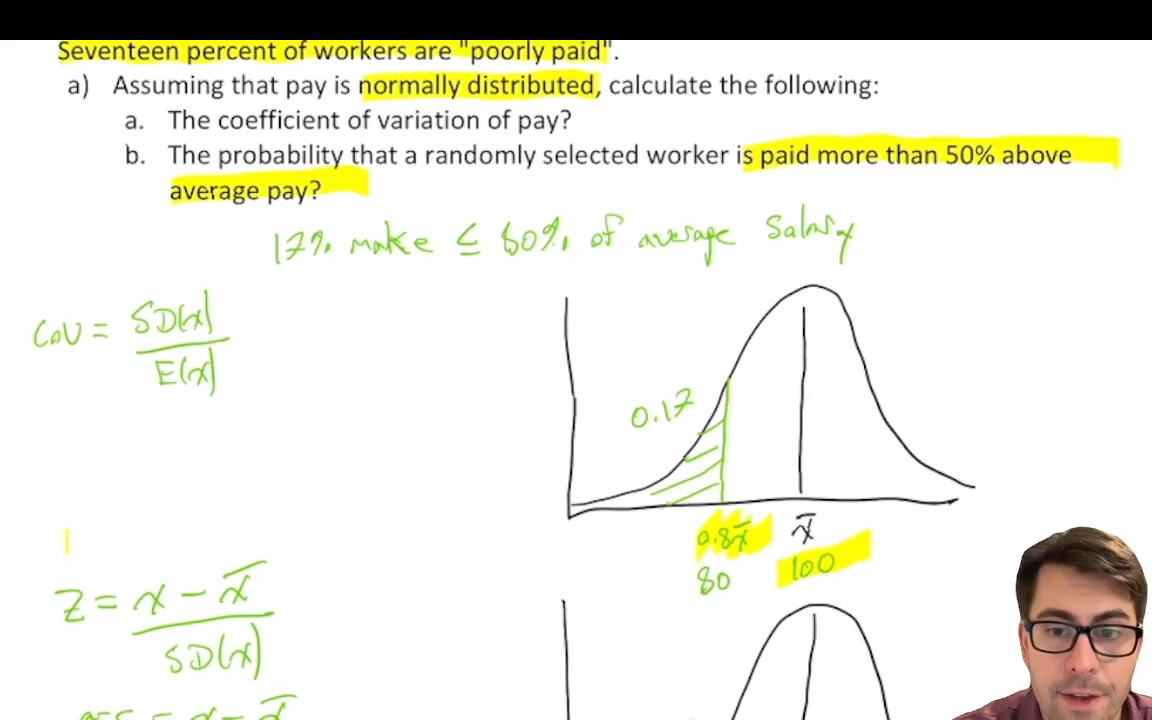 Seventeen percent of workers are "poorly paid".
a) Assuming that pay is normally distributed, calculate the following:
a. The coefficient of variation of pay?
b. The probability that a randomly selected worker is paid more than 50% above
average pay?
17% make ≤ 80% of average salary
COV = SD(x)
E(x)
0.17
0.8x̄ x̄
80 100
Z = x - x̄
SD(x)
= x - x̄